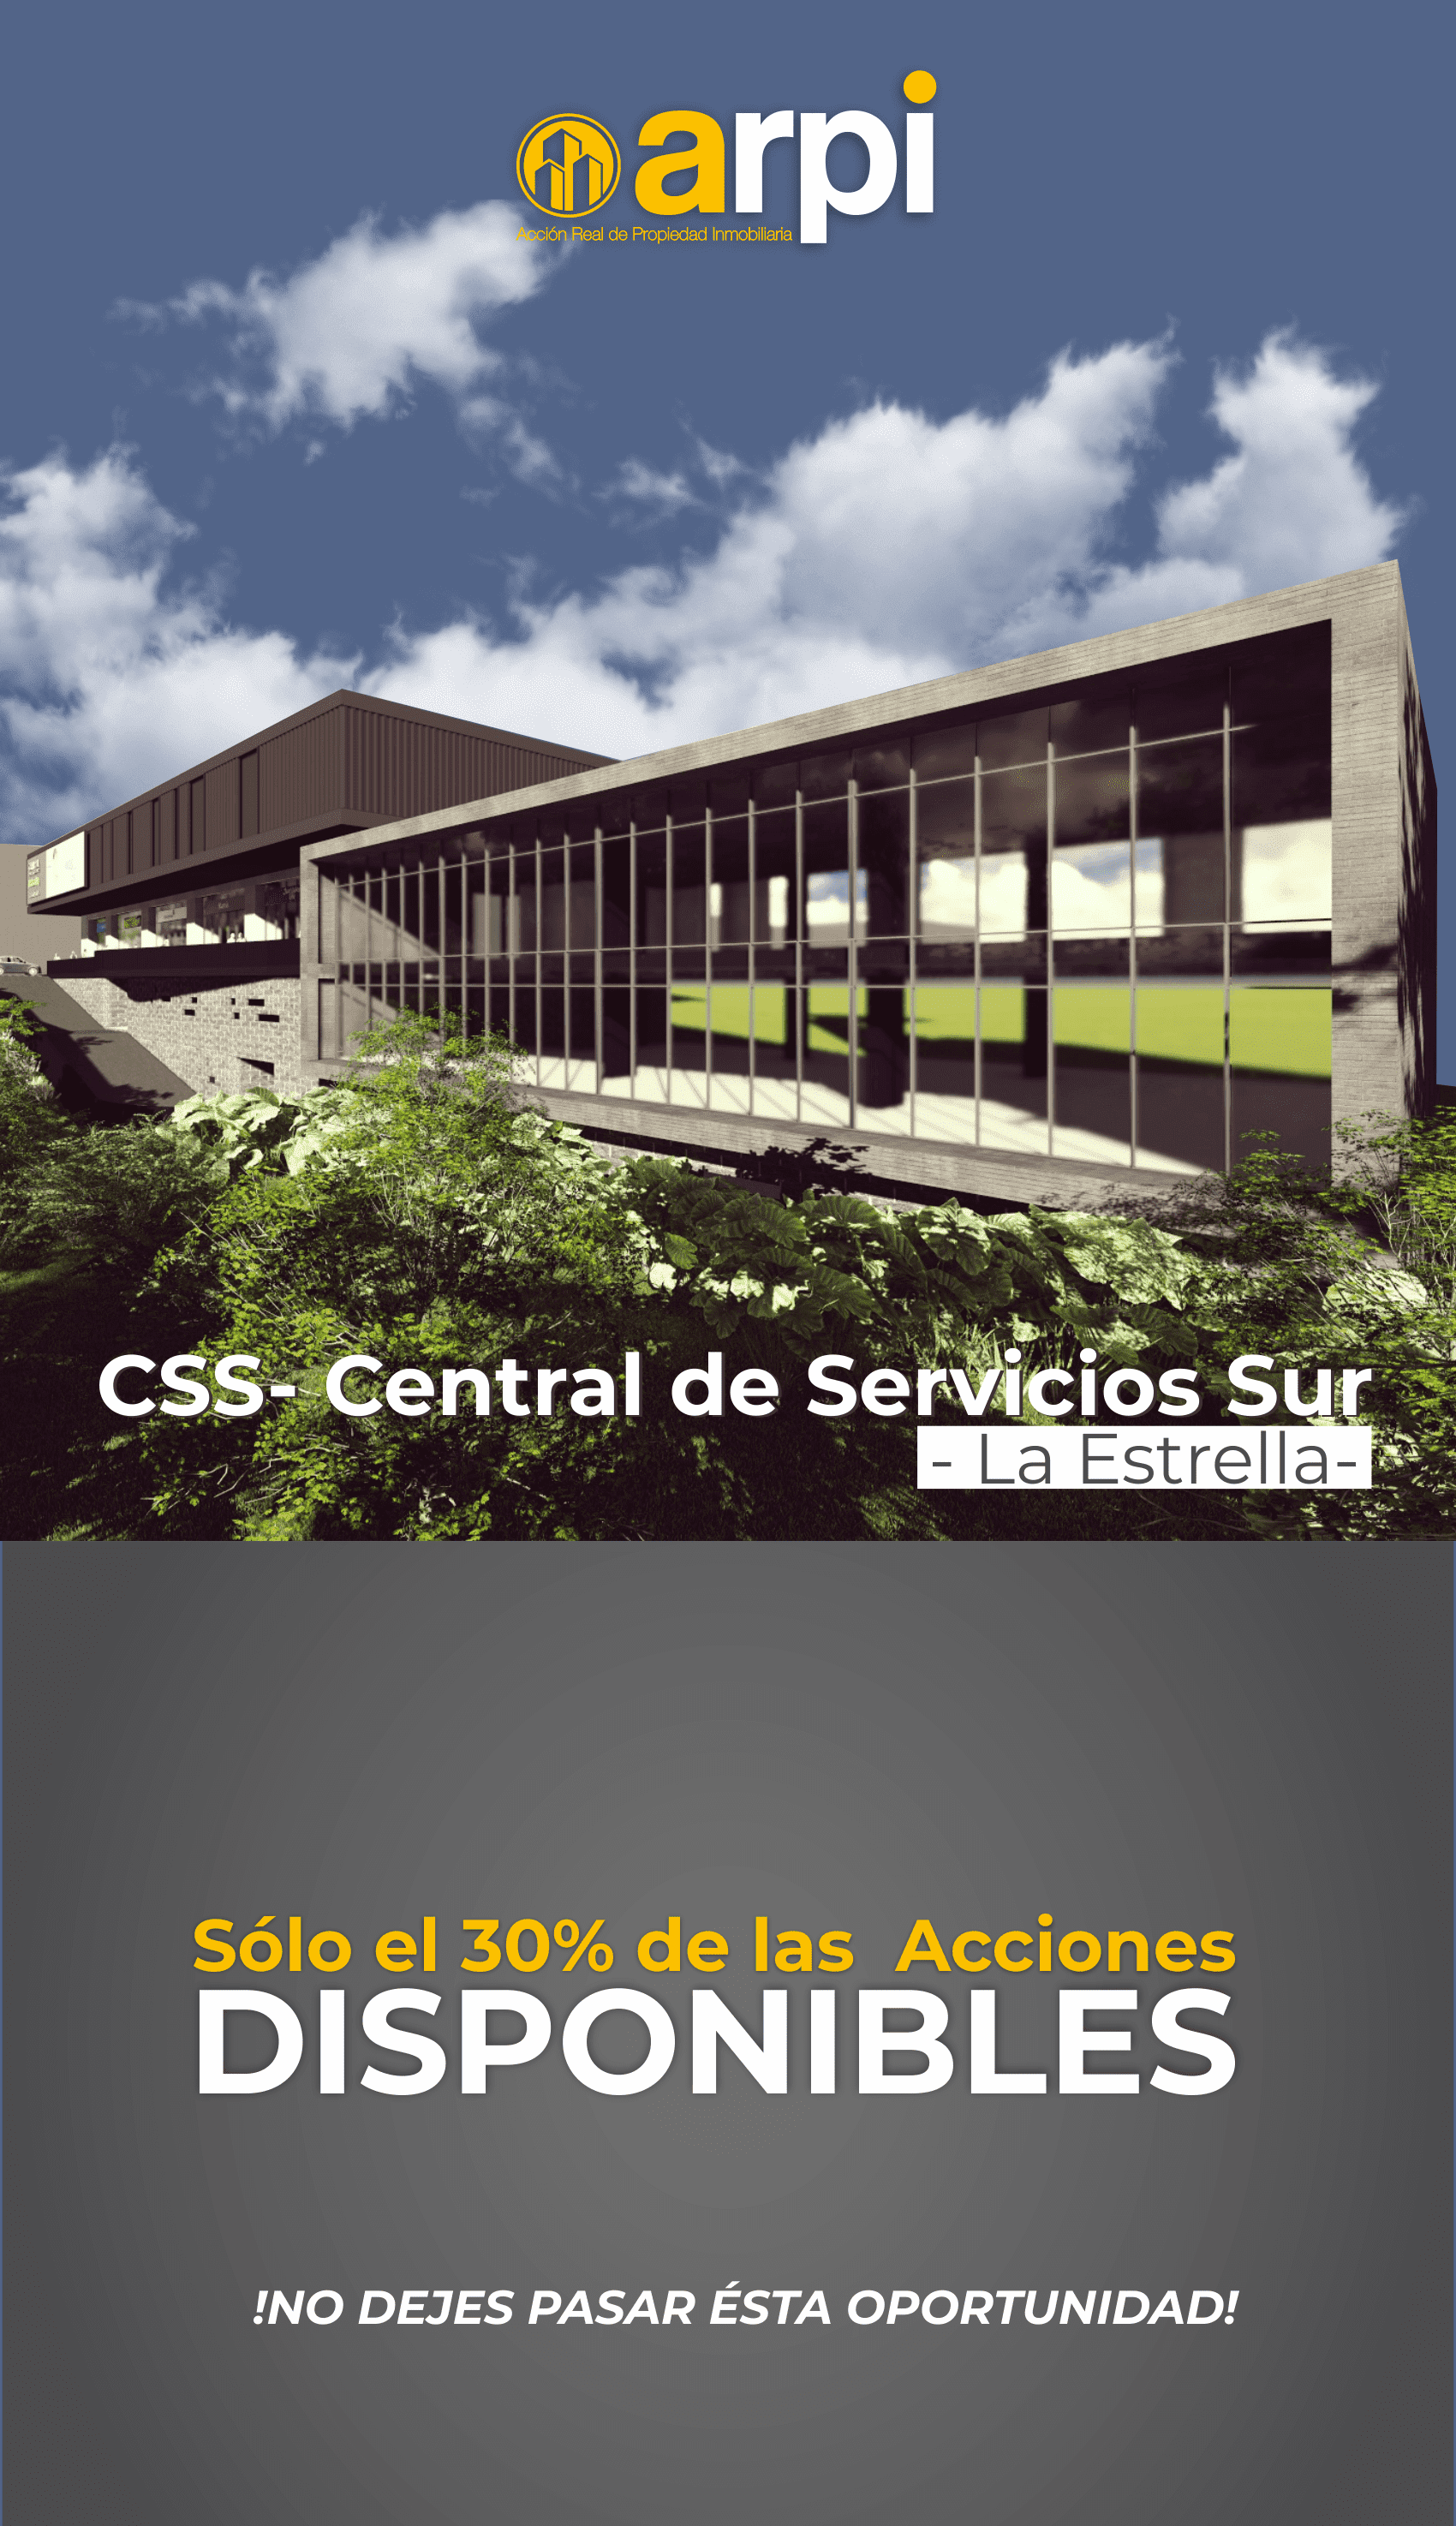 arpi
Acción Real de Propiedad Inmobiliaria
CSS- Central de Servicios Sur
- La Estrella-
Sólo el 30% de las Acciones
DISPONIBLES
!NO DEJES PASAR ÉSTA OPORTUNIDAD!